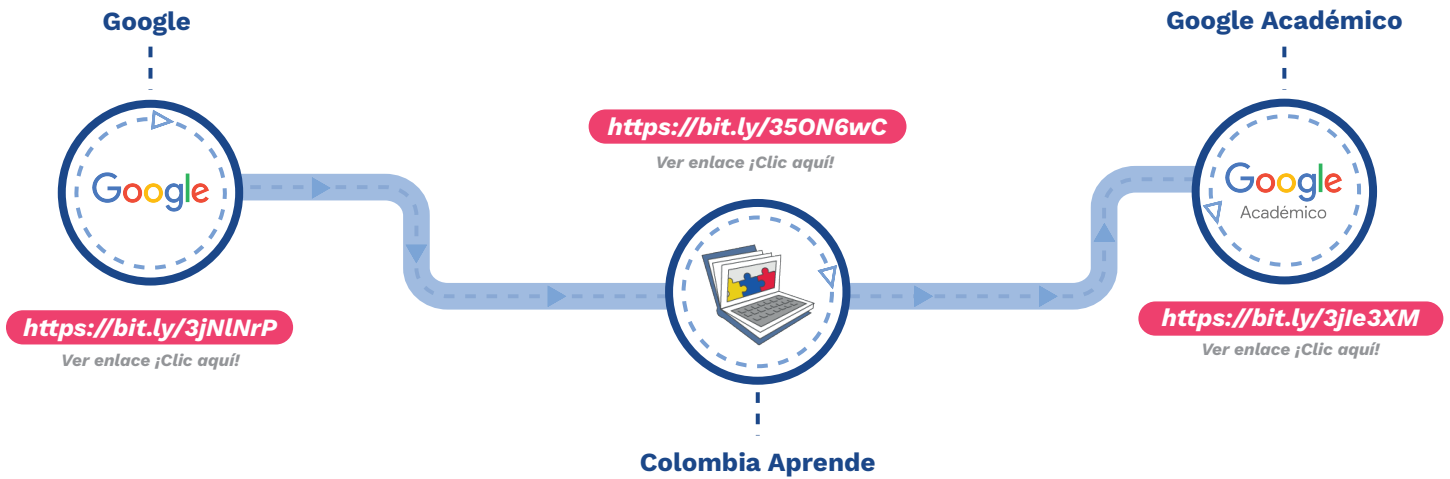 Google
Google
https://bit.ly/3jNlNrP
Ver enlace ¡Clic aquí!
https://bit.ly/35ON6wC
Ver enlace ¡Clic aquí!
Colombia Aprende
Google Académico
Google
Académico
https://bit.ly/3jIe3XM
Ver enlace ¡Clic aquí!